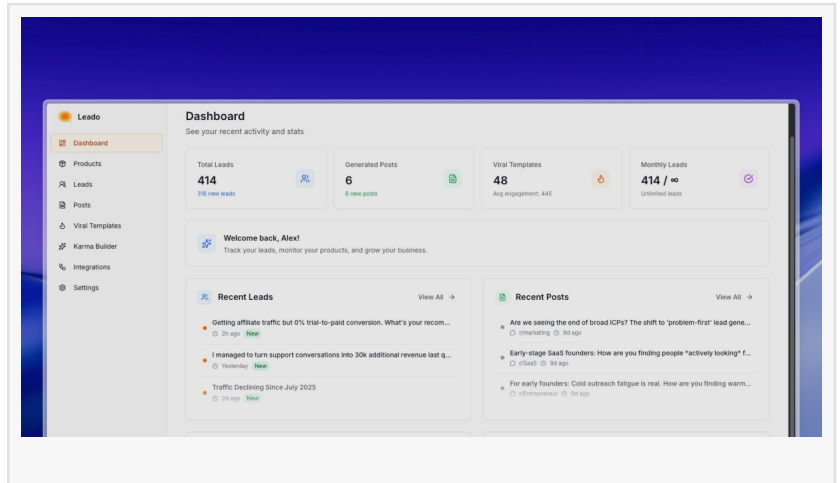 Leado
Dashboard
Products
Leads
Posts
Viral Templates
Karma Builder
Integrations
Settings
Dashboard
See your recent activity and stats
Total Leads
414
316 new leads
Generated Posts
6
6 new posts
Viral Templates
48
Avg engagement: 445
Monthly Leads
414 / ∞
Unlimited leads
Welcome back, Alex!
Track your leads, monitor your products, and grow your business.
Recent Leads
View All →
Getting affiliate traffic but 0% trial-to-paid conversion. What's your recom...
2h ago New
I managed to turn support conversations into 30k additional revenue last q...
Yesterday New
Traffic Declining Since July 2025
2d ago New
Recent Posts
View All →
Are we seeing the end of broad ICPs? The shift to 'problem-first' lead gene...
r/marketing 9d ago
Early-stage SaaS founders: How are you finding people *actively looking* f...
r/SaaS 9d ago
For early founders: Cold outreach fatigue is real. How are you finding warm...
r/Entrepreneur 9d ago